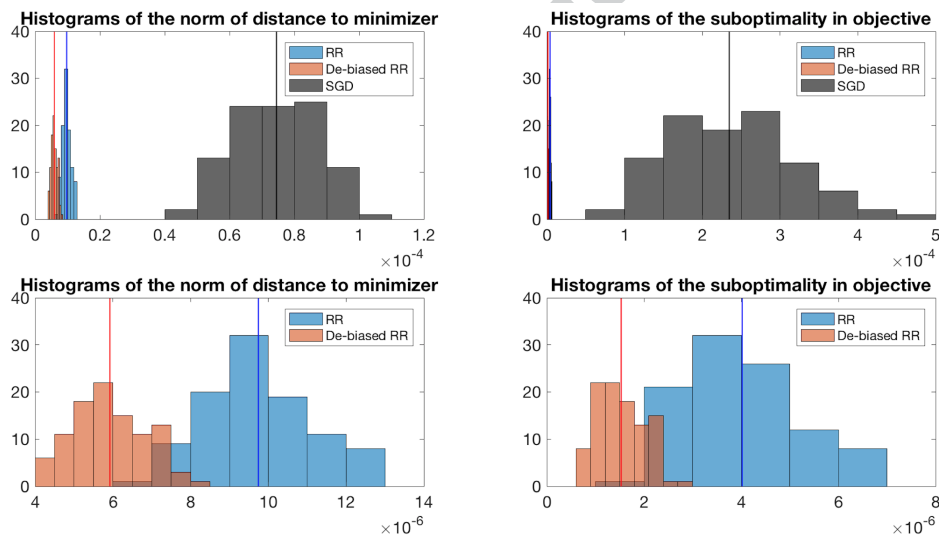 Histograms of the norm of distance to minimizer
40
30
20
10
0
RR
De-biased RR
SGD
0 0.2 0.4 0.6 0.8 1 1.2
×10-4
Histograms of the suboptimality in objective
40
30
20
10
0
RR
De-biased RR
SGD
0 1 2 3 4 5
×10-4
Histograms of the norm of distance to minimizer
40
30
20
10
0
RR
De-biased RR
4 6 8 10 12 14
×10-6
Histograms of the suboptimality in objective
40
30
20
10
0
RR
De-biased RR
0 2 4 6 8
×10-6